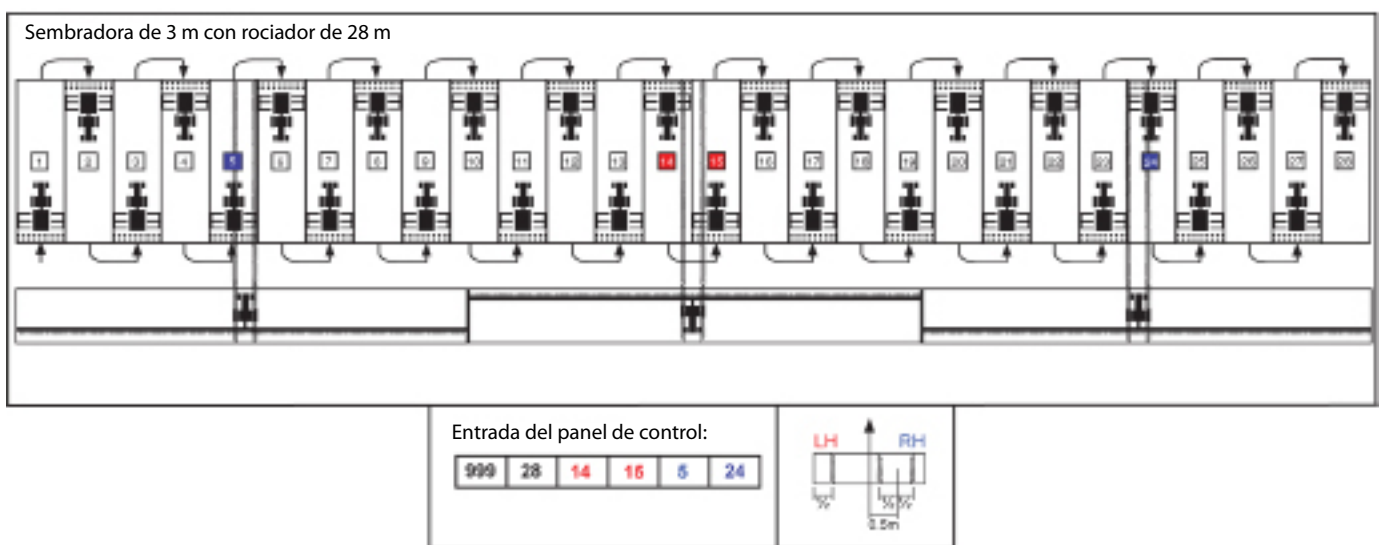 Sembradora de 3 m con rociador de 28 m
1 2 3 4 5 6 7 8 9 10 11 12 13 14 15 16 17 18 19 20 21 22 23 24 25 26 27 28
Entrada del panel de control:
999 28 14 15 5 24
LH RH
0.5m